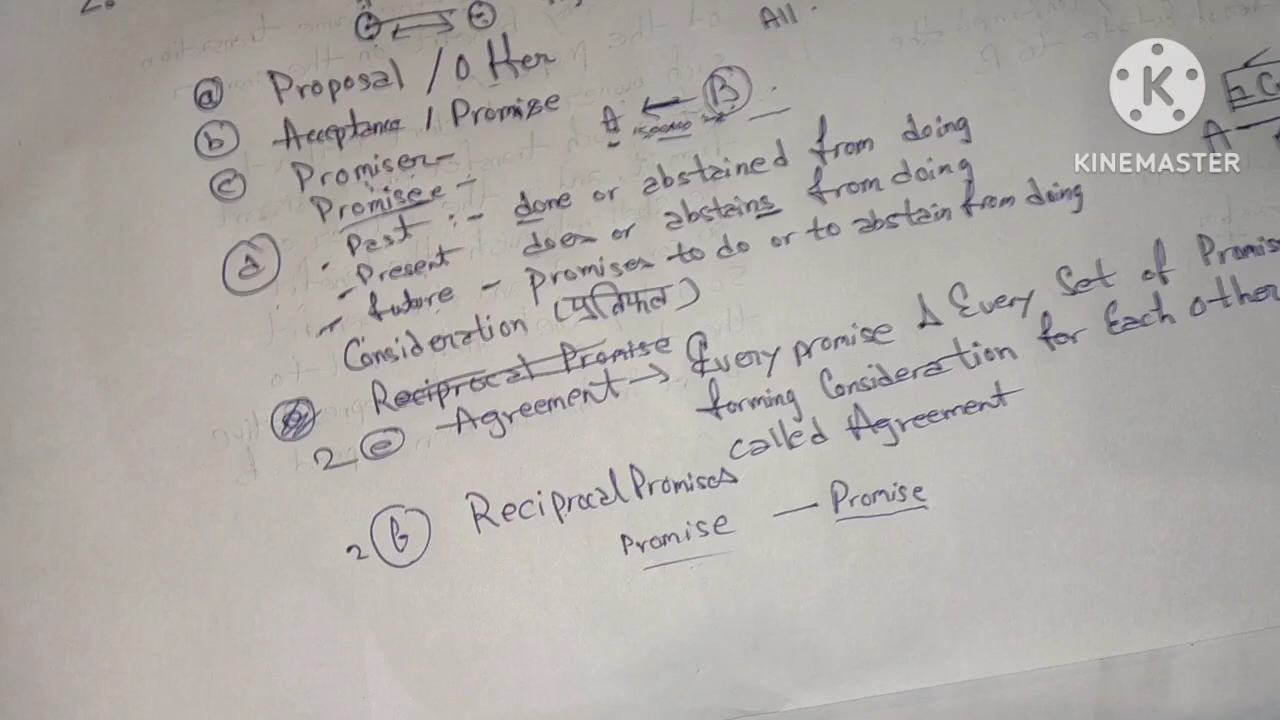 All.
(a) Proposal / Offer
(b) Acceptance / Promise A ← (B)
(c) Promiser
Promisee -
(d) Past :- done or abstained from doing
- Present does or abstains from doing
- future - Promises to do or to abstain from doing
Consideration (प्रतिफल)
Reciprocal Promise
2 (e) Agreement → Every promise & Every Set of Promis
forming Consideration for Each other
called Agreement
2 (f) Reciprocal Promises
Promise — Promise
A
K
KINEMASTER